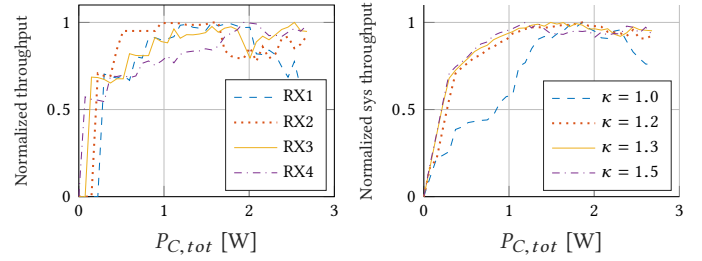 Normalized throughput
1
0.5
0
0
1
2
3
P_{C,tot} [W]
RX1
RX2
RX3
RX4
Normalized sys throughput
1
0.5
0
0
1
2
3
P_{C,tot} [W]
κ = 1.0
κ = 1.2
κ = 1.3
κ = 1.5